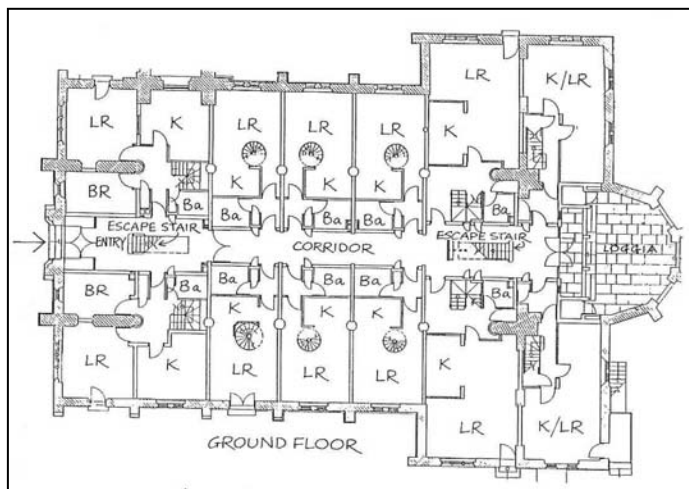 LR
K/LR
LR K LR LR LR
K
BR K K K
Ba Ba Ba Ba Ba
ESCAPE STAIR ESCAPE STAIR
ENTRY CORRIDOR LOGGIA
Ba Ba Ba Ba
BR Ba
K K K
LR K LR LR LR K K/LR
LR
GROUND FLOOR